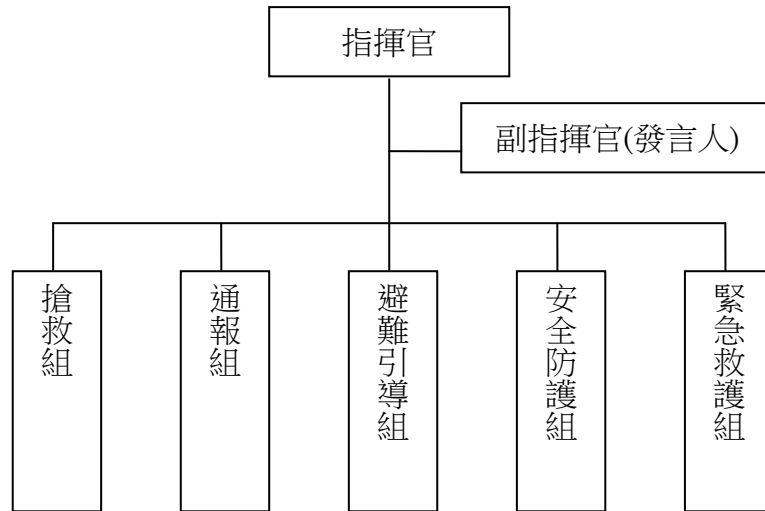 指揮官
副指揮官(發言人)
搶救組
通報組
避難引導組
安全防護組
緊急救護組